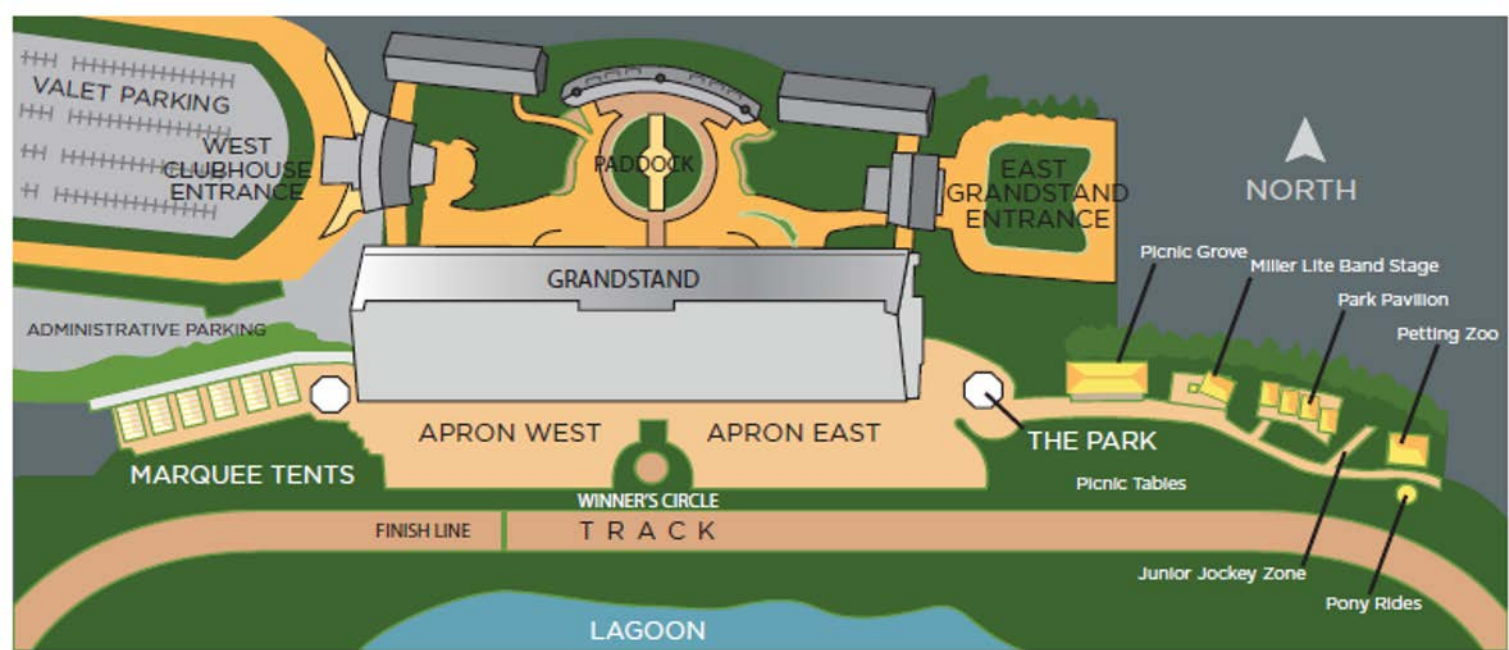 VALET PARKING
WEST
CLUBHOUSE
ENTRANCE
PADDOCK
EAST
GRANDSTAND
ENTRANCE
NORTH
GRANDSTAND
Picnic Grove
Miller Lite Band Stage
Park Pavilion
Petting Zoo
ADMINISTRATIVE PARKING
APRON WEST
APRON EAST
THE PARK
MARQUEE TENTS
Picnic Tables
WINNER'S CIRCLE
FINISH LINE
TRACK
Junior Jockey Zone
Pony Rides
LAGOON